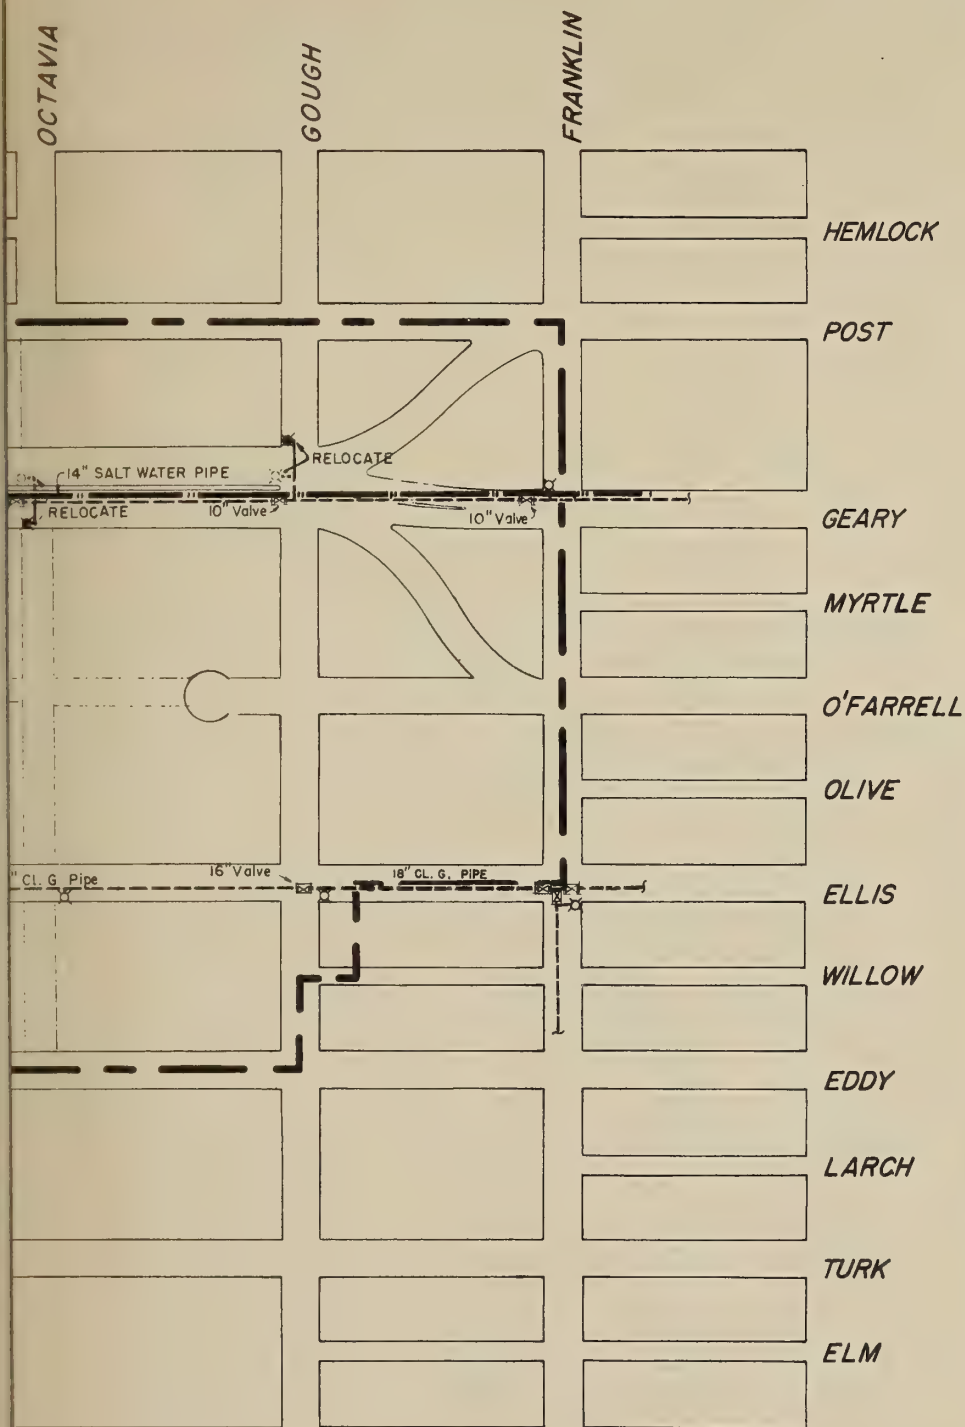 OCTAVIA
GOUGH
FRANKLIN
HEMLOCK
POST
RELOCATE
14" SALT WATER PIPE
RELOCATE
10" Valve
10" Valve
GEARY
MYRTLE
O'FARRELL
OLIVE
" CL. G. Pipe
16" Valve
18" CL. G. PIPE
ELLIS
WILLOW
EDDY
LARCH
TURK
ELM